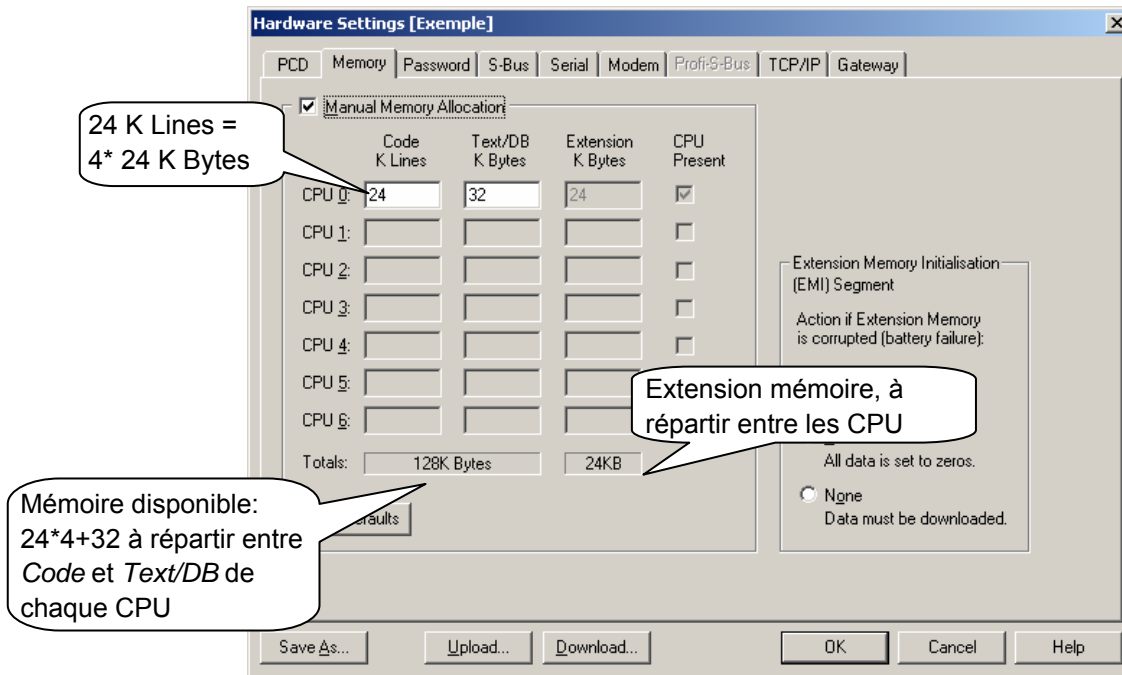 Hardware Settings [Exemple]
PCD Memory Password S-Bus Serial Modem Profi-S-Bus TCP/IP Gateway
Manual Memory Allocation
24 K Lines =
4* 24 K Bytes
Code Text/DB Extension CPU
K Lines K Bytes K Bytes Present
CPU 0: 24 32 24
CPU 1:
CPU 2:
CPU 3:
CPU 4:
CPU 5:
CPU 6:
Totals: 128K Bytes 24KB
Extension Memory Initialisation
(EMI) Segment
Action if Extension Memory
is corrupted (battery failure):
Extension mémoire, à
répartir entre les CPU
All data is set to zeros.
None
Data must be downloaded.
Mémoire disponible:
24*4+32 à répartir entre
Code et Text/DB de
chaque CPU
Save As... Upload... Download... OK Cancel Help